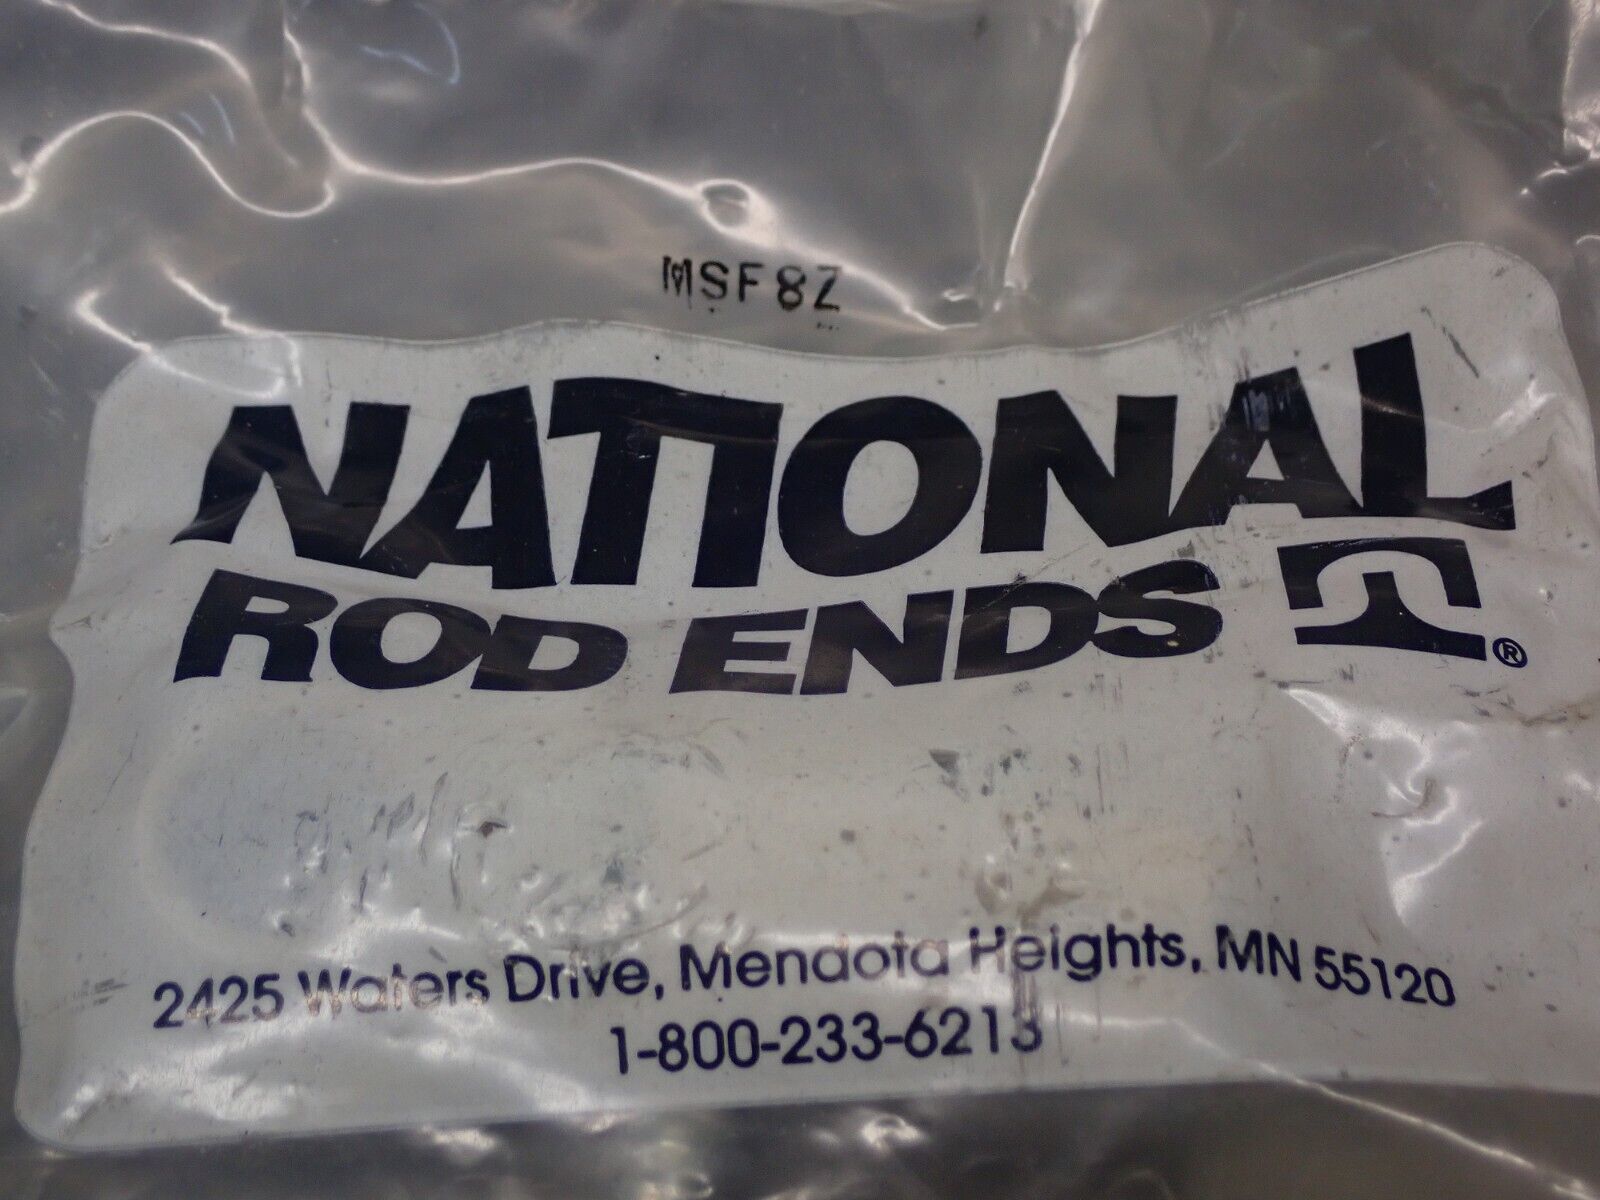 MSF8Z
NATIONAL
ROD ENDS ®
2425 Waters Drive, Mendota Heights, MN 55120
1-800-233-6213